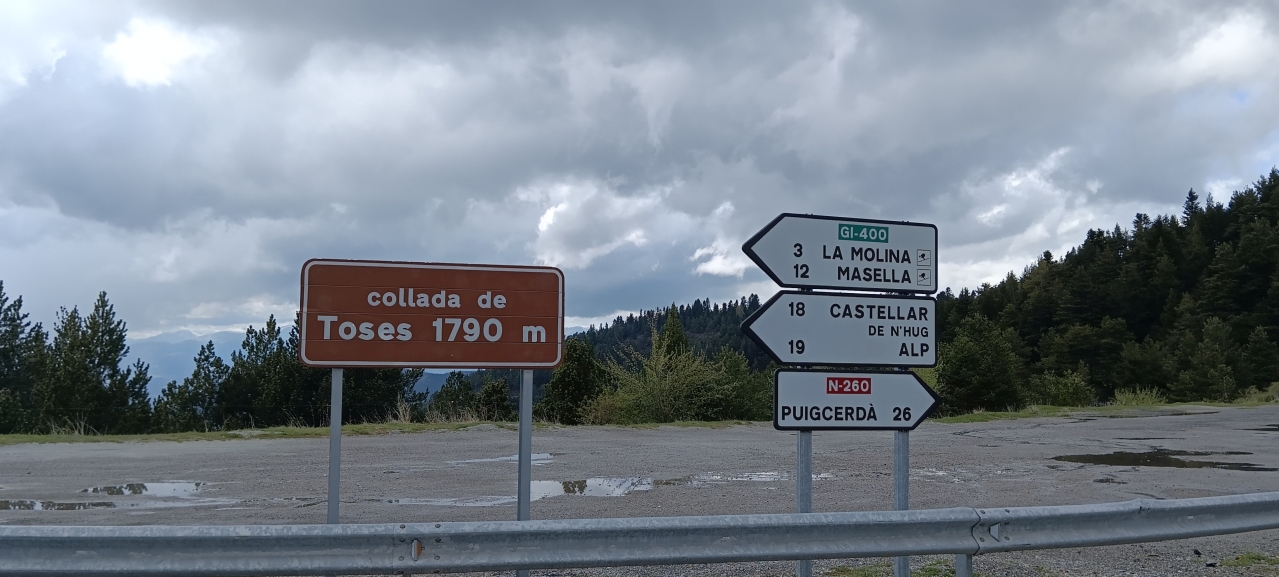 collada de
Toses 1790 m
GI-400
3 LA MOLINA
12 MASELLA
18 CASTELLAR
DE N'HUG
19 ALP
N-260
PUIGCERDÀ 26